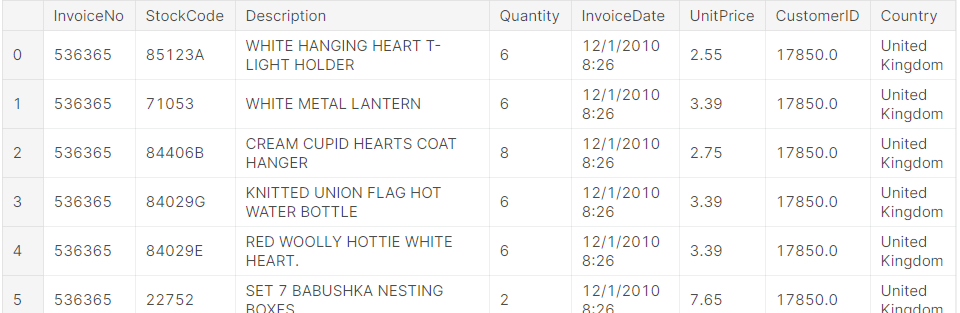 InvoiceNo StockCode Description Quantity InvoiceDate UnitPrice CustomerID Country
0 536365 85123A WHITE HANGING HEART T-LIGHT HOLDER 6 12/1/2010 8:26 2.55 17850.0 United Kingdom
1 536365 71053 WHITE METAL LANTERN 6 12/1/2010 8:26 3.39 17850.0 United Kingdom
2 536365 84406B CREAM CUPID HEARTS COAT HANGER 8 12/1/2010 8:26 2.75 17850.0 United Kingdom
3 536365 84029G KNITTED UNION FLAG HOT WATER BOTTLE 6 12/1/2010 8:26 3.39 17850.0 United Kingdom
4 536365 84029E RED WOOLLY HOTTIE WHITE HEART. 6 12/1/2010 8:26 3.39 17850.0 United Kingdom
5 536365 22752 SET 7 BABUSHKA NESTING BOXES 2 12/1/2010 8:26 7.65 17850.0 United Kingdom